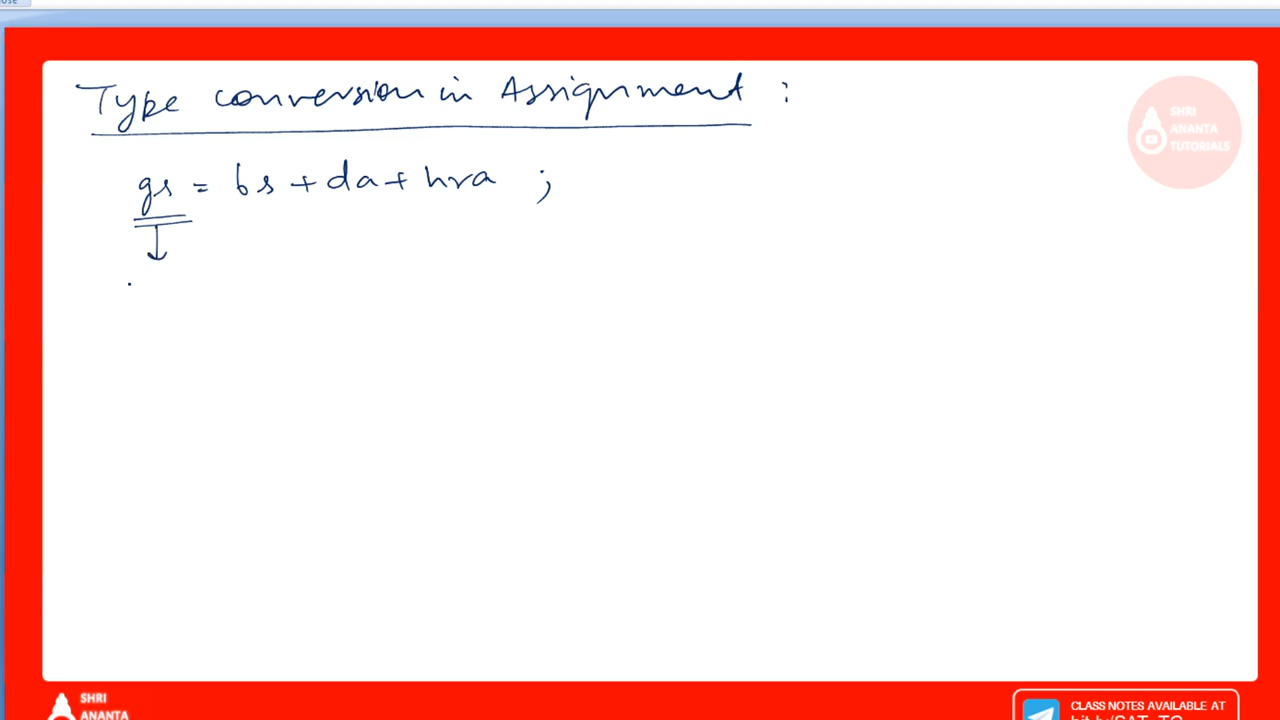 Type conversion in Assignment :
SHRI
ANANTA
TUTORIALS
gs = bs + da + hra ;
SHRI
ANANTA
CLASS NOTES AVAILABLE AT